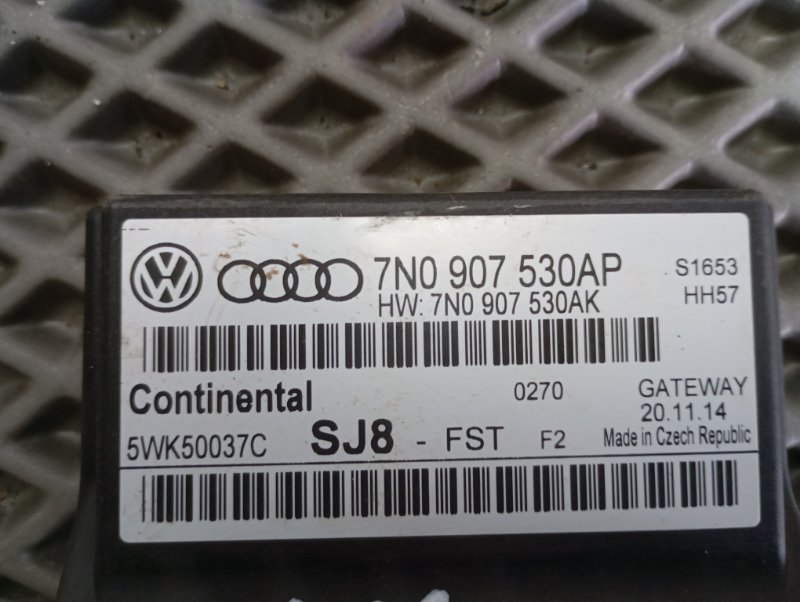 7N0 907 530AP S1653
HW: 7N0 907 530AK HH57
Continental 0270 GATEWAY
20.11.14
5WK50037C SJ8 - FST F2 Made in Czech Republic